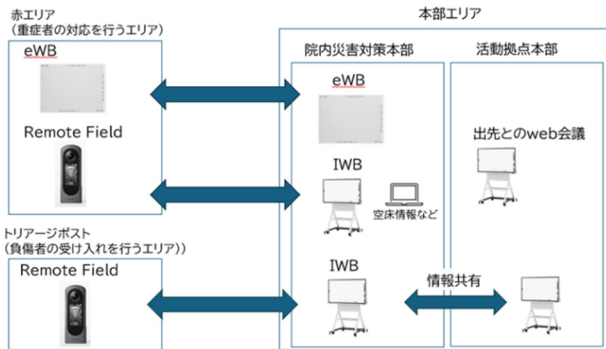 赤エリア
(重症者の対応を行うエリア)
eWB
Remote Field
トリアージポスト
(負傷者の受け入れを行うエリア))
Remote Field
本部エリア
院内災害対策本部
eWB
IWB
空床情報など
IWB
情報共有
活動拠点本部
出先とのweb会議